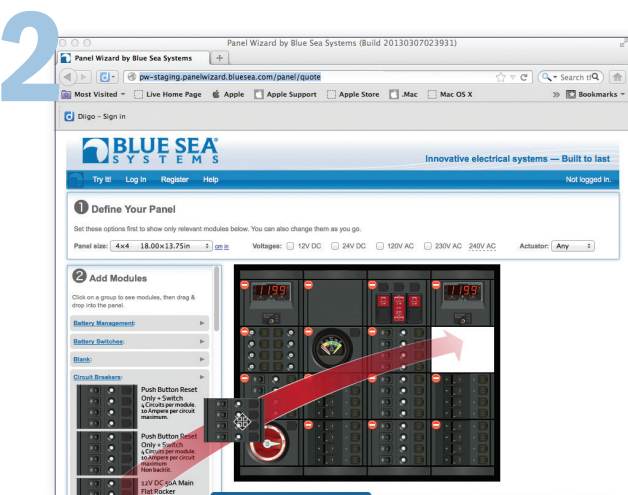 2
Panel Wizard by Blue Sea Systems (Build 20130307023931)
Panel Wizard by Blue Sea Systems
pw-staging.panelwizard.bluesea.com/panel/quote
Search tl
Most Visited Live Home Page Apple Apple Support Apple Store .Mac Mac OS X Bookmarks
Diigo – Sign in
BLUE SEA
SYSTEMS
Innovative electrical systems — Built to last
Try It! Log In Register Help Not logged in.
1 Define Your Panel
Set these options first to show only relevant modules below. You can also change them as you go.
Panel size: 4×4 18.00×13.75in cm in Voltages: 12V DC 24V DC 120V AC 230V AC 240V AC Actuator: Any
2 Add Modules
Click on a group to see modules, then drag &
drop into the panel.
Battery Management:
Battery Switches:
Blank:
Circuit Breakers:
Push Button Reset
Only + Switch
4 Circuits per module.
10 Ampere per circuit
maximum.
Push Button Reset
Only + Switch
4 Circuits per module.
10 Ampere per circuit
maximum
Non backlit.
12V DC 50A Main
Flat Rocker
1199
1199